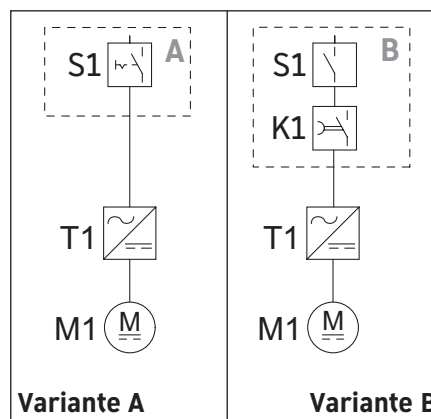 S1 A
T1
M1 M
Variante A
S1 B
K1
T1
M1 M
Variante B